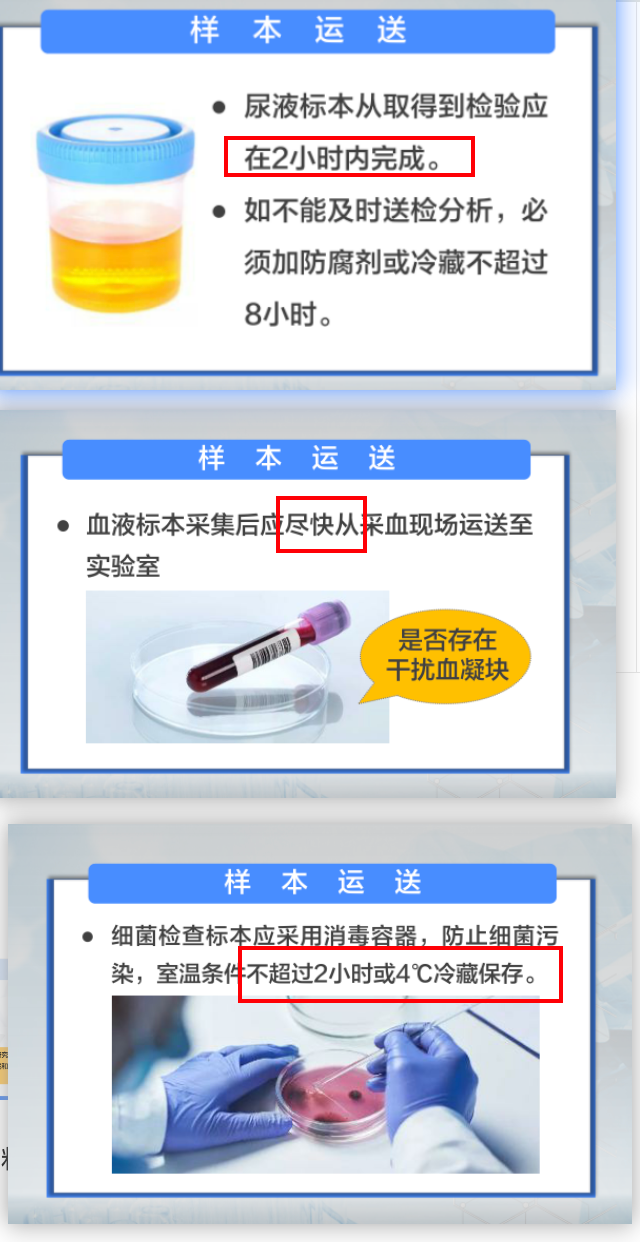 样 本 运 送
● 尿液标本从取得到检验应
在2小时内完成。
● 如不能及时送检分析，必
须加防腐剂或冷藏不超过
8小时。
样 本 运 送
● 血液标本采集后应尽快从采血现场运送至
实验室
是否存在
干扰血凝块
样 本 运 送
● 细菌检查标本应采用消毒容器，防止细菌污
染，室温条件不超过2小时或4℃冷藏保存。